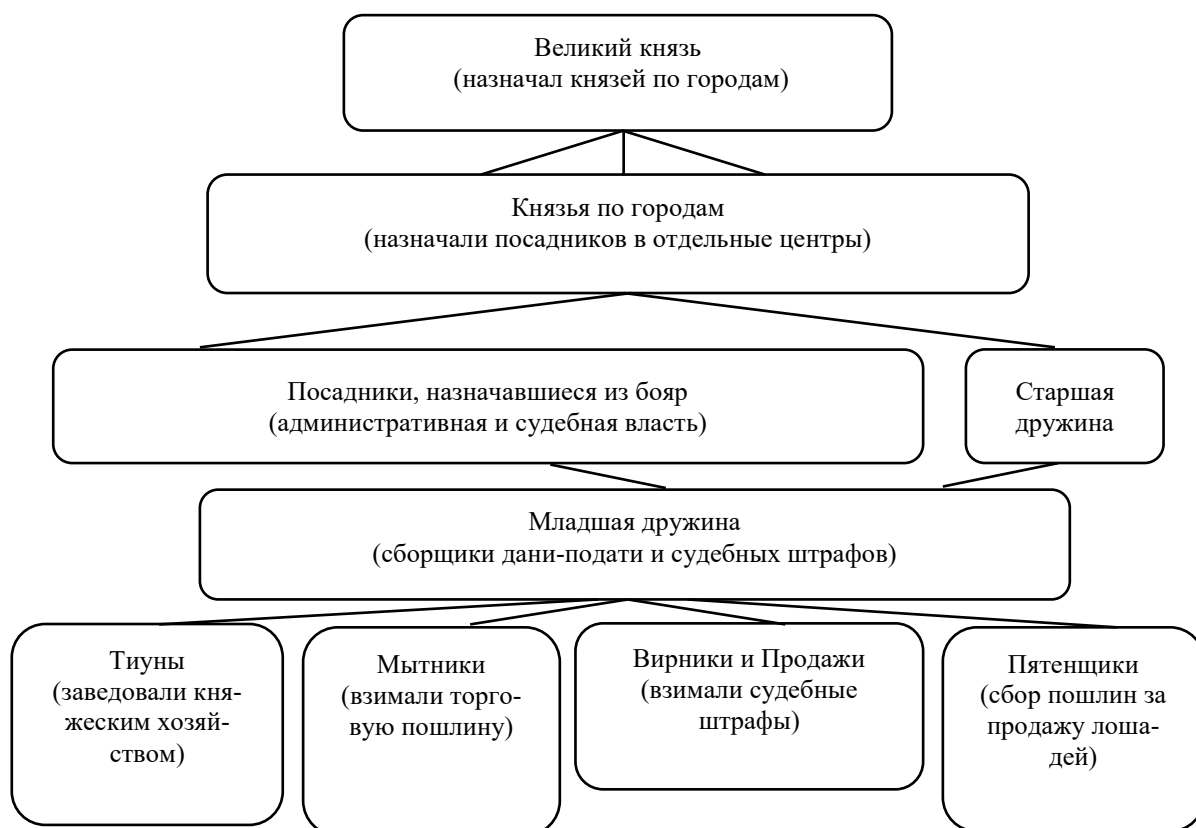 Великий князь
(назначал князей по городам)
Князья по городам
(назначали посадников в отдельные центры)
Посадники, назначавшиеся из бояр
(административная и судебная власть)
Старшая
дружина
Младшая дружина
(сборщики дани-подати и судебных штрафов)
Тиуны
(заведовали кня-
жеским хозяй-
ством)
Мытники
(взимали торго-
вую пошлину)
Вирники и Продажи
(взимали судебные
штрафы)
Пятенщики
(сбор пошлин за
продажу лоша-
дей)